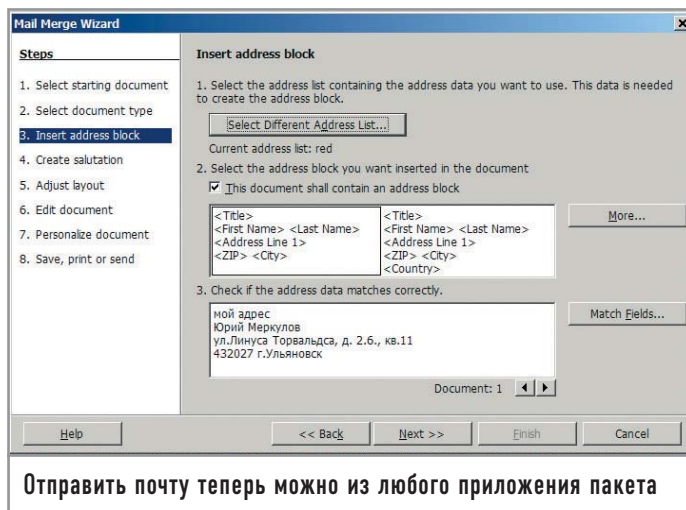 Mail Merge Wizard
Steps
1. Select starting document
2. Select document type
3. Insert address block
4. Create salutation
5. Adjust layout
6. Edit document
7. Personalize document
8. Save, print or send
Insert address block
1. Select the address list containing the address data you want to use. This data is needed
to create the address block.
Select Different Address List...
Current address list: red
2. Select the address block you want inserted in the document
This document shall contain an address block
<Title>
<First Name> <Last Name>
<Address Line 1>
<ZIP> <City>
<Title>
<First Name> <Last Name>
<Address Line 1>
<ZIP> <City>
<Country>
More...
3. Check if the address data matches correctly.
мой адрес
Юрий Меркулов
ул.Линуса Торвальдса, д. 2.6., кв.11
432027 г.Ульяновск
Match Fields...
Document: 1
Help
<< Back
Next >>
Finish
Cancel
Отправить почту теперь можно из любого приложения пакета